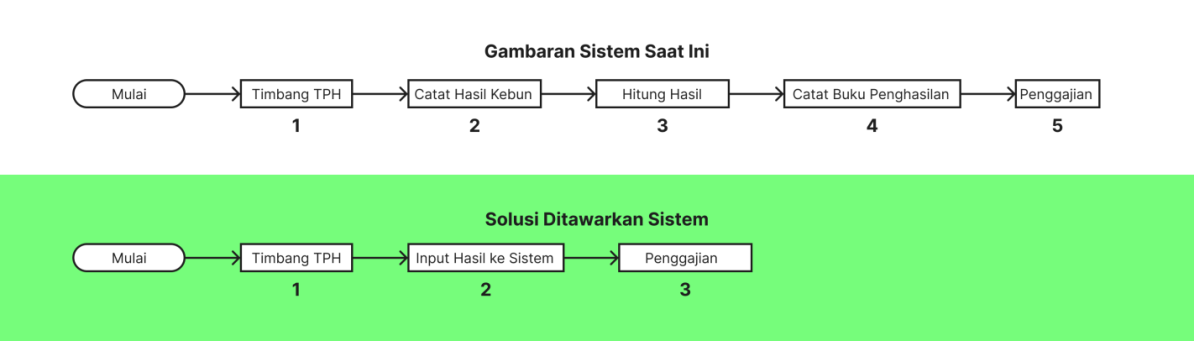 Gambaran Sistem Saat Ini
Mulai
Timbang TPH
Catat Hasil Kebun
Hitung Hasil
Catat Buku Penghasilan
Penggajian
1
2
3
4
5
Solusi Ditawarkan Sistem
Mulai
Timbang TPH
Input Hasil ke Sistem
Penggajian
1
2
3